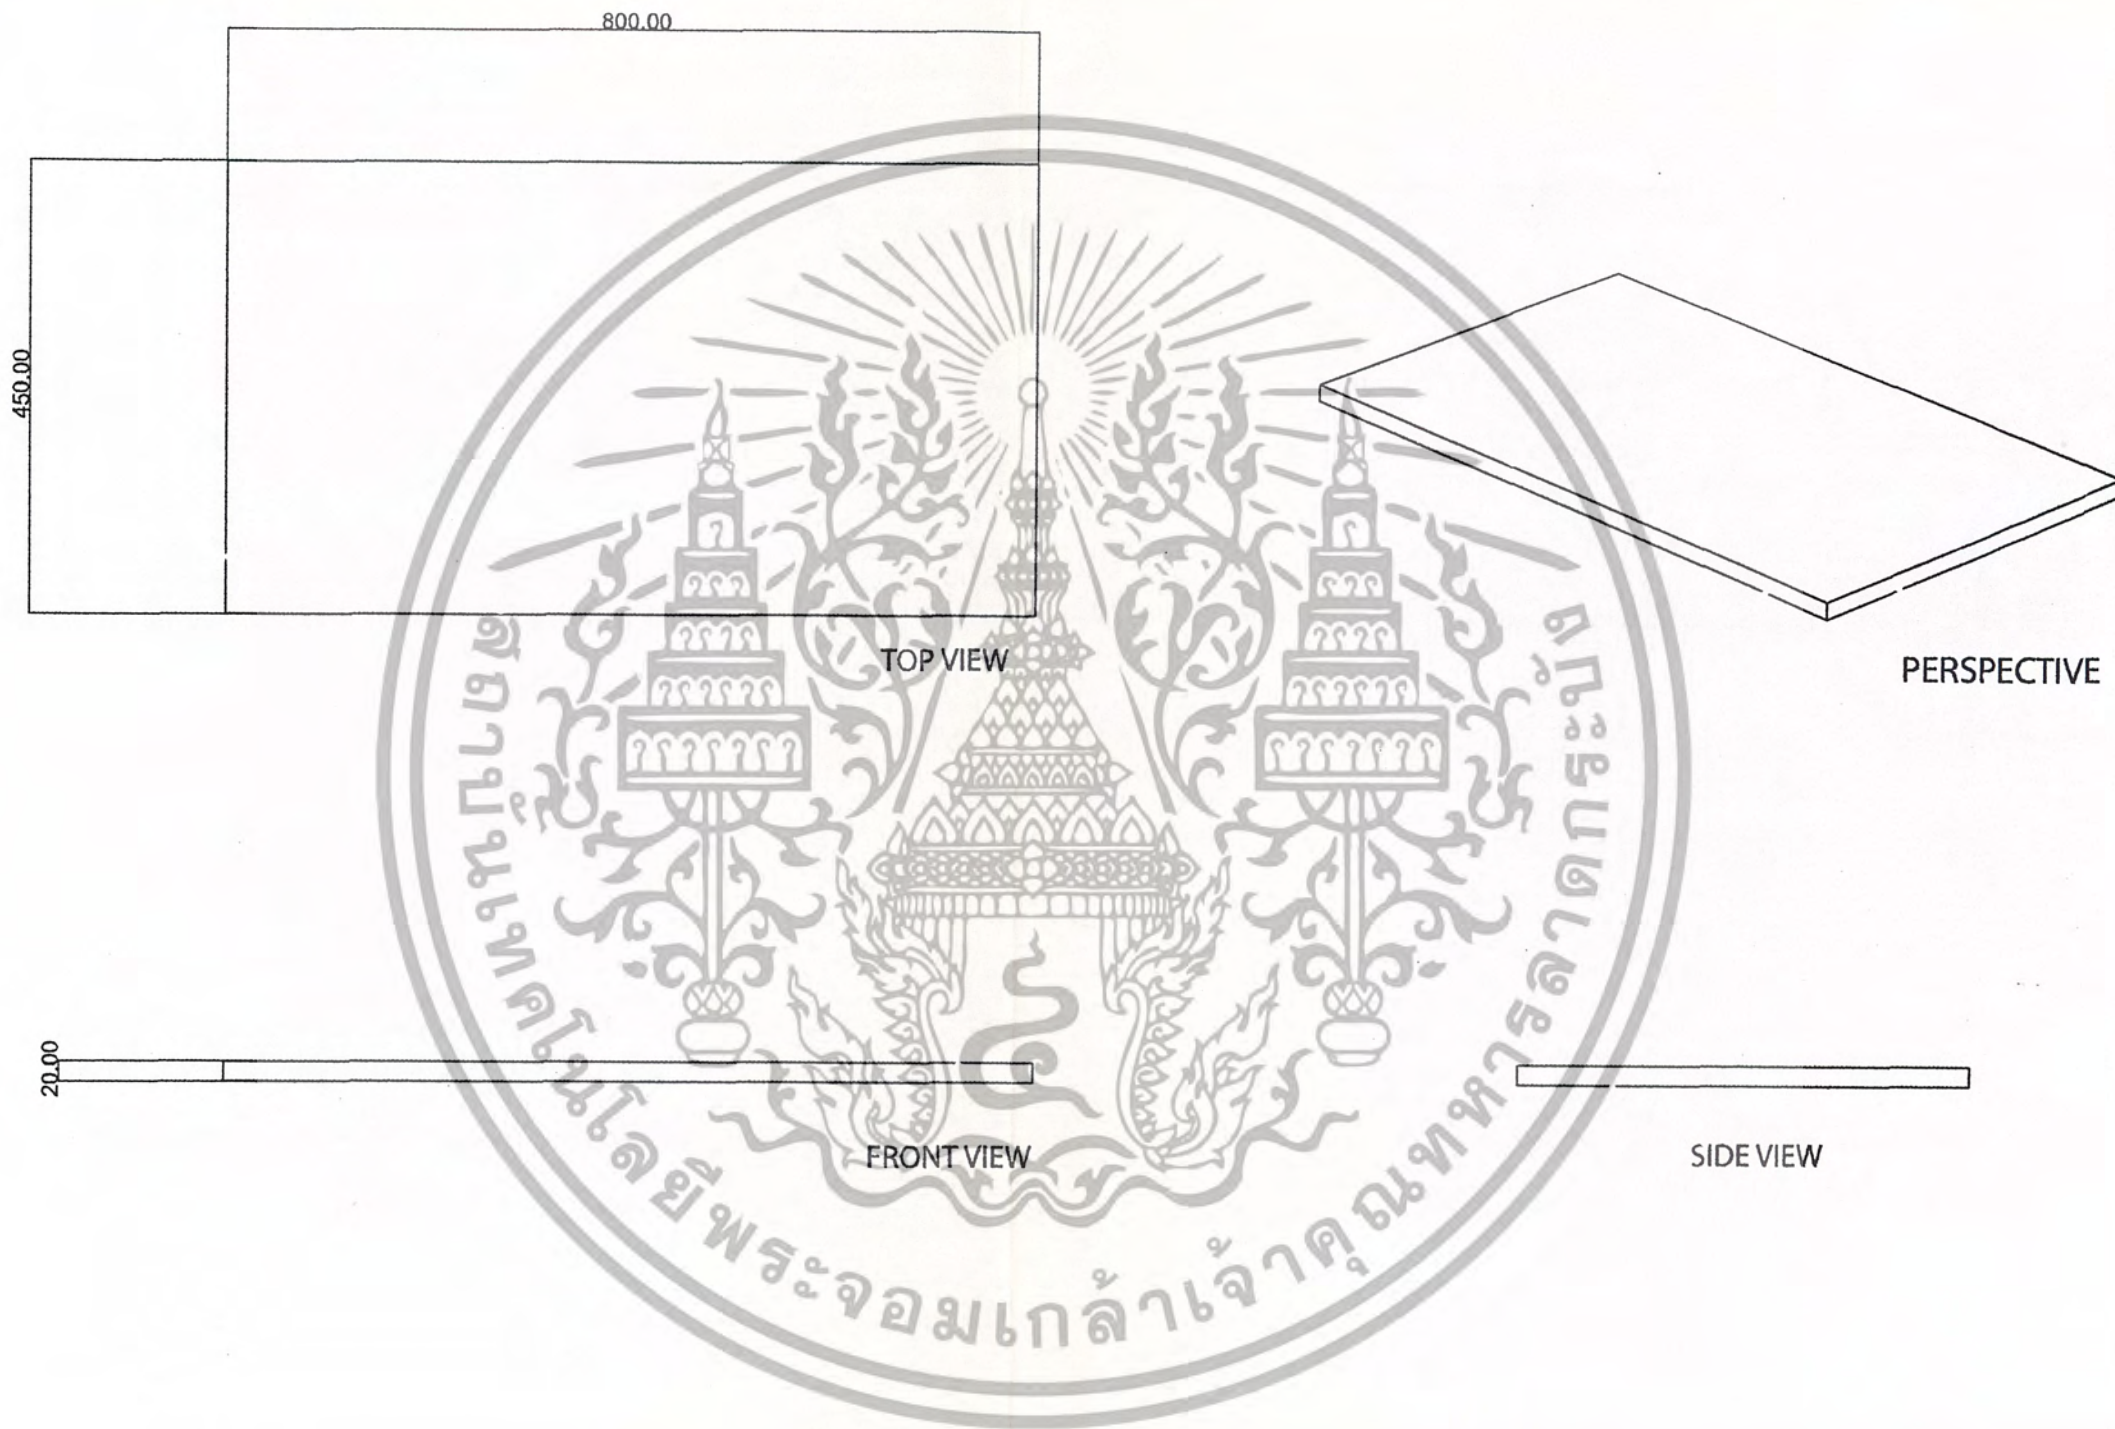 800.00
450.00
TOP VIEW
PERSPECTIVE
20.00
FRONT VIEW
SIDE VIEW
สถาบันเทคโนโลยีพระจอมเกล้าเจ้าคุณทหารลาดกระบัง